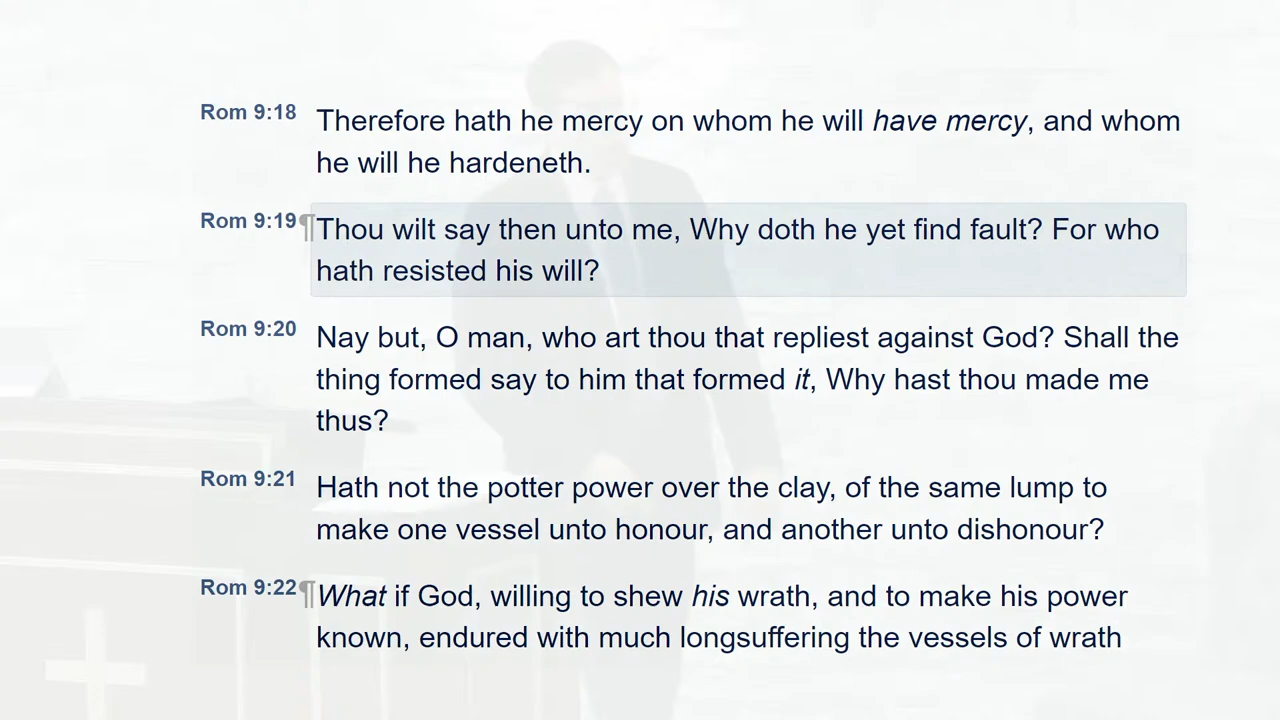 Rom 9:18 Therefore hath he mercy on whom he will have mercy, and whom
he will he hardeneth.
Rom 9:19 ¶Thou wilt say then unto me, Why doth he yet find fault? For who
hath resisted his will?
Rom 9:20 Nay but, O man, who art thou that repliest against God? Shall the
thing formed say to him that formed it, Why hast thou made me
thus?
Rom 9:21 Hath not the potter power over the clay, of the same lump to
make one vessel unto honour, and another unto dishonour?
Rom 9:22 ¶What if God, willing to shew his wrath, and to make his power
known, endured with much longsuffering the vessels of wrath